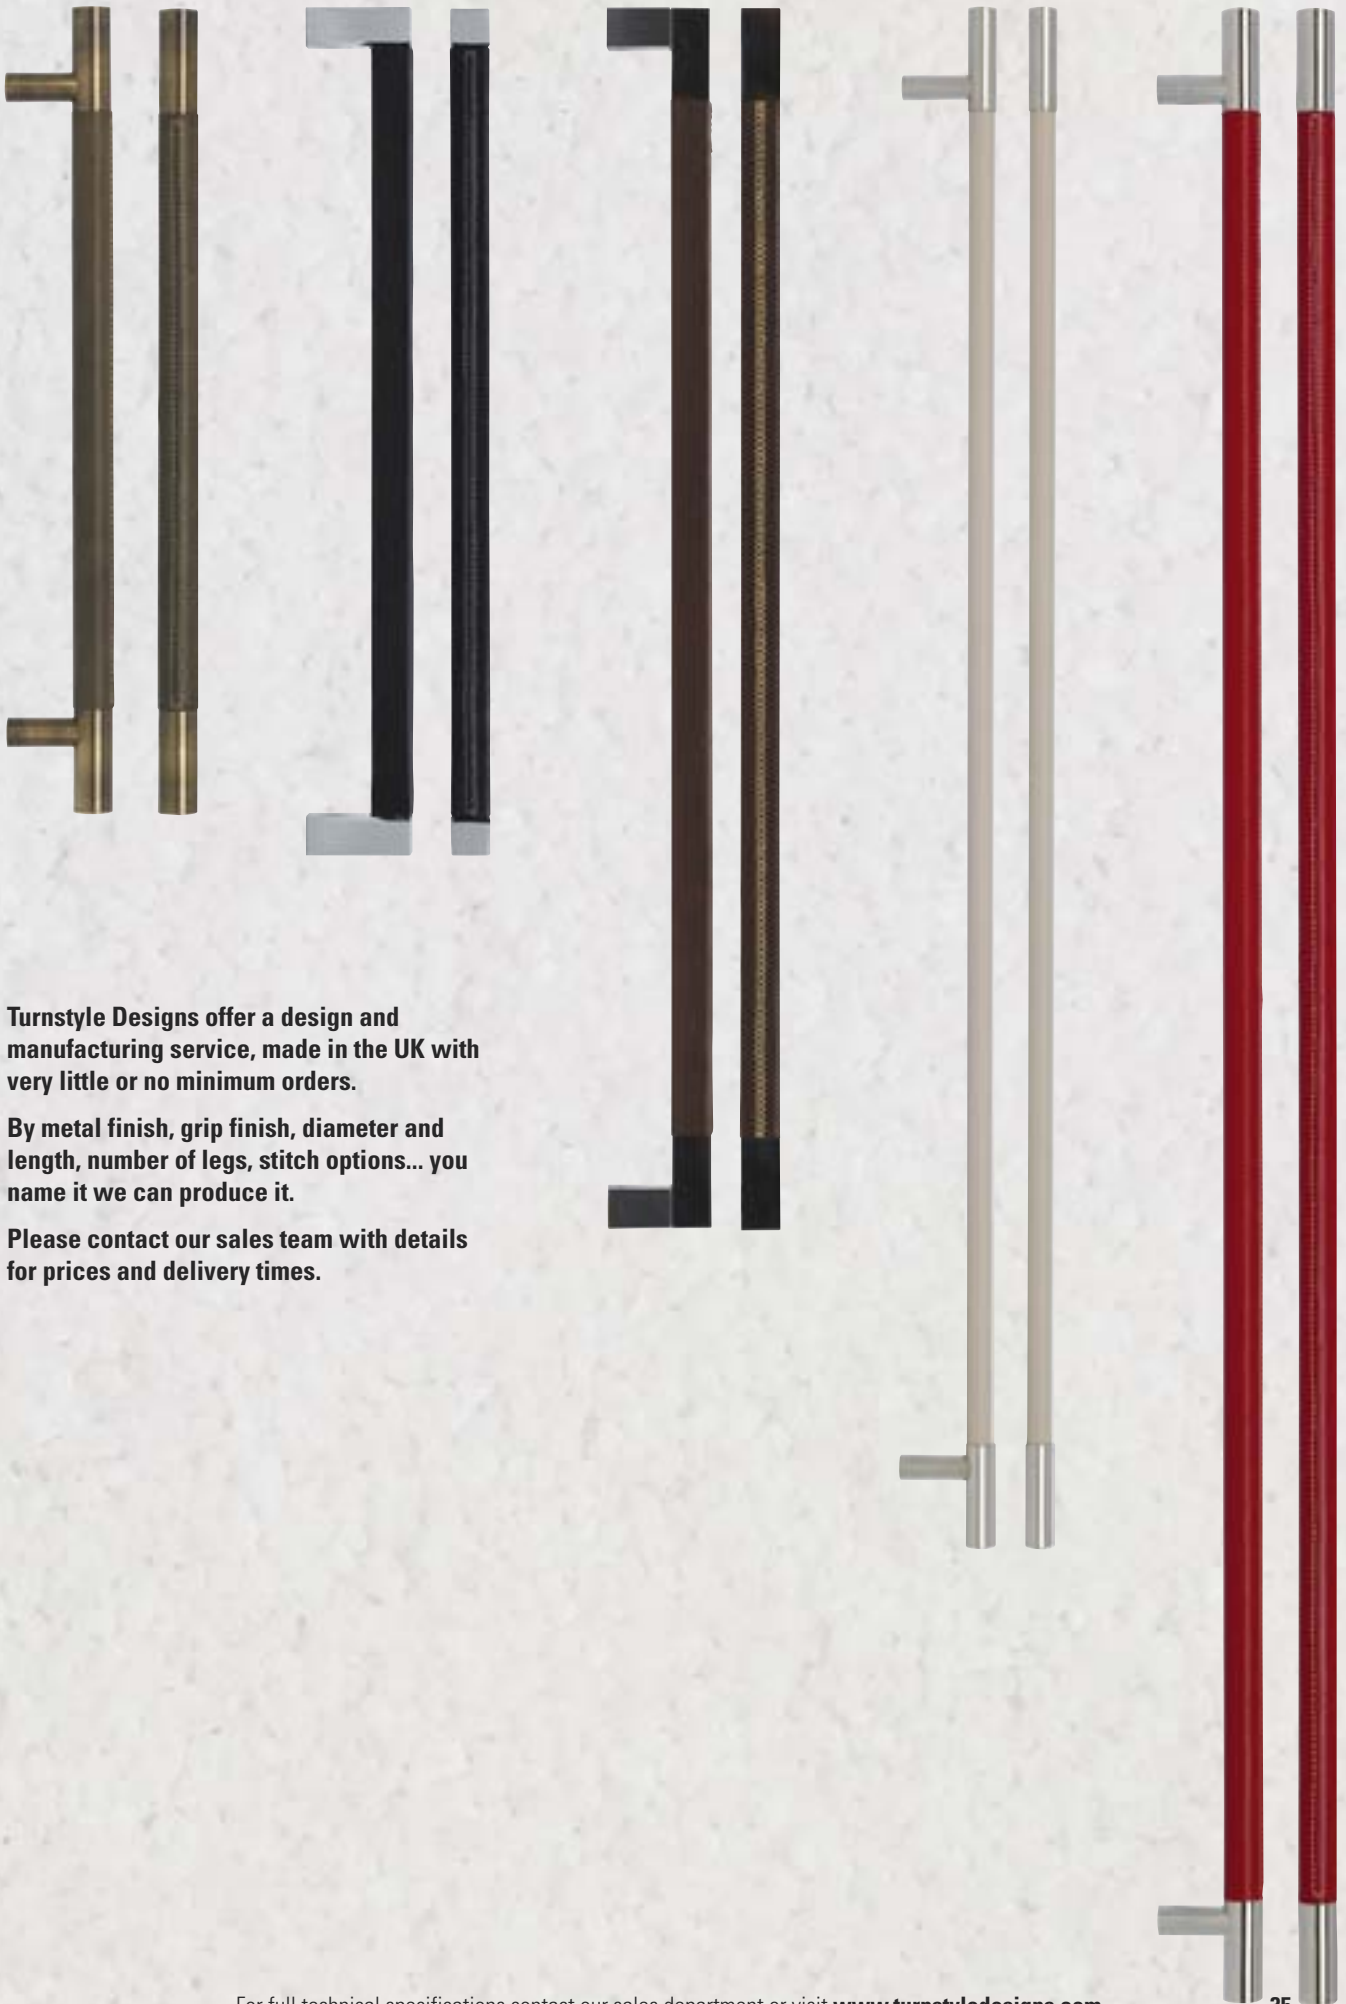 Turnstyle Designs offer a design and
manufacturing service, made in the UK with
very little or no minimum orders.
By metal finish, grip finish, diameter and
length, number of legs, stitch options... you
name it we can produce it.
Please contact our sales team with details
for prices and delivery times.
For full technical specifications contact our sales department or visit www.turnstyledesigns.com
25